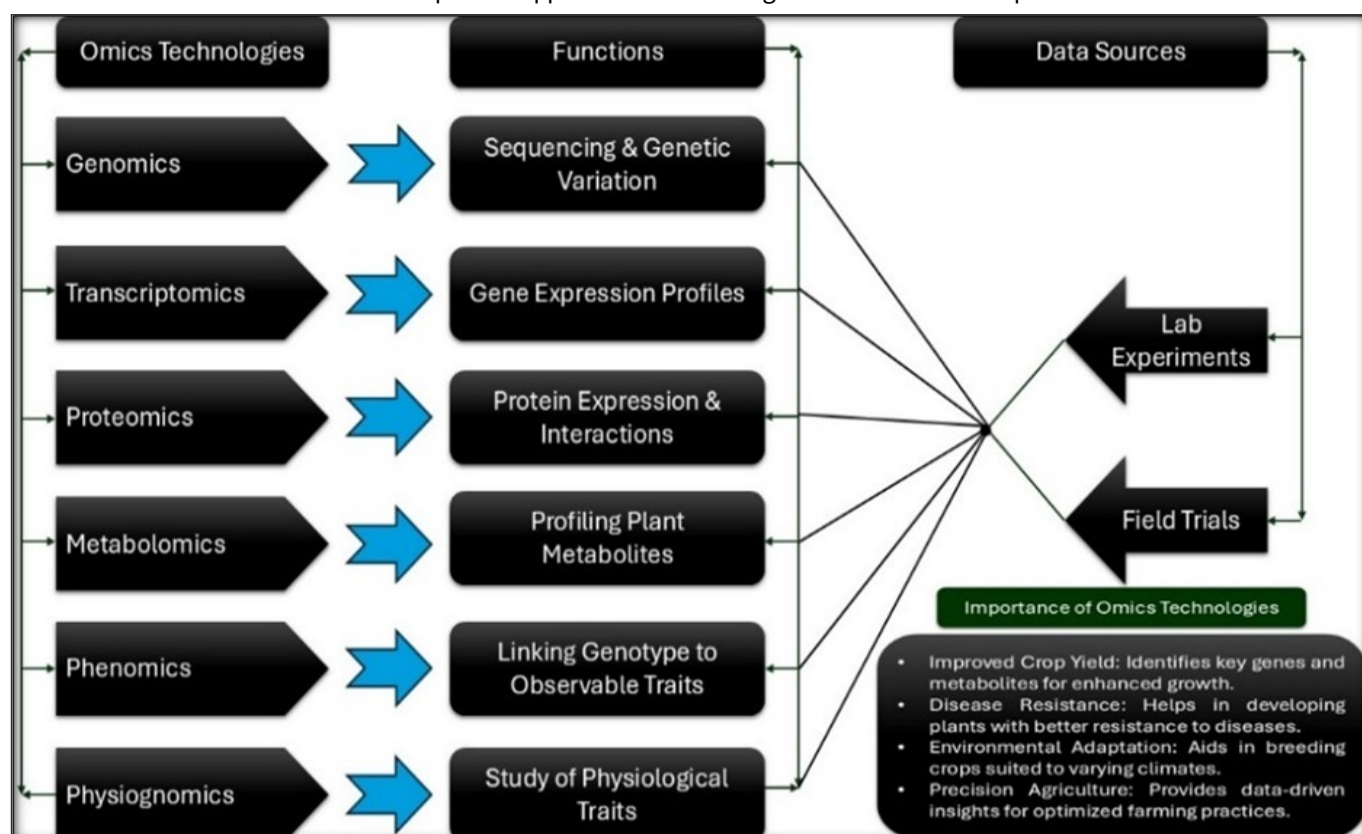 Omics Technologies
Functions
Data Sources
Genomics
Sequencing & Genetic
Variation
Transcriptomics
Gene Expression Profiles
Lab
Experiments
Proteomics
Protein Expression &
Interactions
Metabolomics
Profiling Plant
Metabolites
Field Trials
Phenomics
Linking Genotype to
Observable Traits
Physiognomics
Study of Physiological
Traits
Importance of Omics Technologies
• Improved Crop Yield: Identifies key genes and
metabolites for enhanced growth.
• Disease Resistance: Helps in developing
plants with better resistance to diseases.
• Environmental Adaptation: Aids in breeding
crops suited to varying climates.
• Precision Agriculture: Provides data-driven
insights for optimized farming practices.